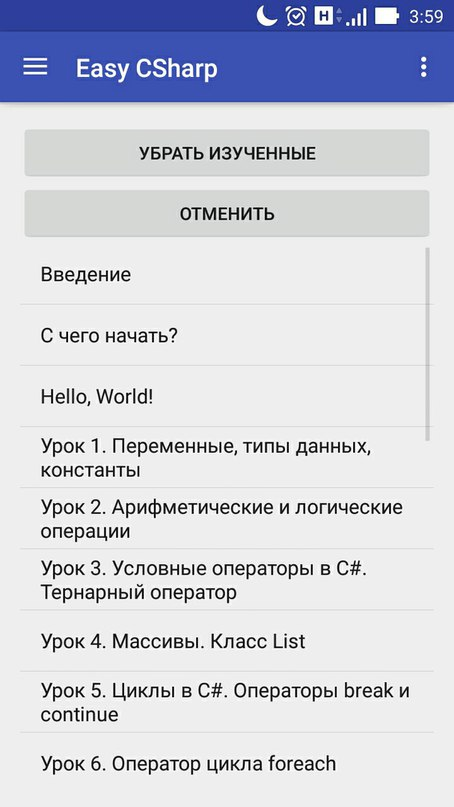 H 3:59
Easy CSharp
УБРАТЬ ИЗУЧЕННЫЕ
ОТМЕНИТЬ
Введение
С чего начать?
Hello, World!
Урок 1. Переменные, типы данных,
константы
Урок 2. Арифметические и логические
операции
Урок 3. Условные операторы в C#.
Тернарный оператор
Урок 4. Массивы. Класс List
Урок 5. Циклы в C#. Операторы break и
continue
Урок 6. Оператор цикла foreach